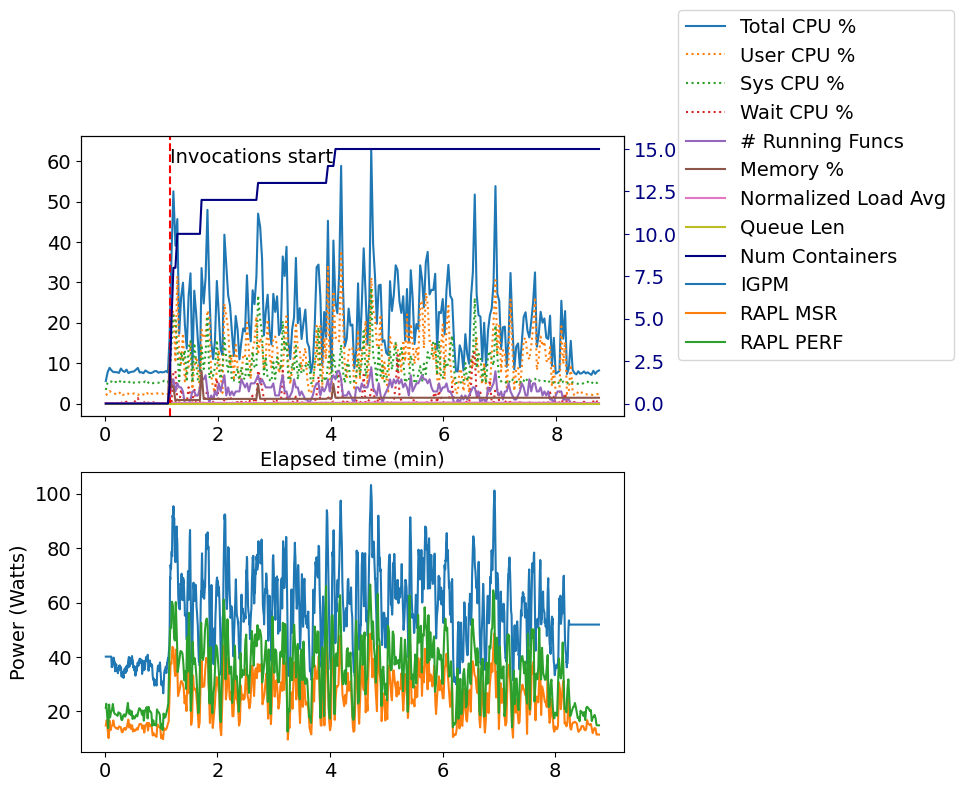 Total CPU %
User CPU %
Sys CPU %
Wait CPU %
# Running Funcs
Memory %
Normalized Load Avg
Queue Len
Num Containers
IGPM
RAPL MSR
RAPL PERF
Invocations start
60
50
40
30
20
10
0
15.0
12.5
10.0
7.5
5.0
2.5
0.0
0 2 4 6 8
Elapsed time (min)
Power (Watts)
100
80
60
40
20
0 2 4 6 8